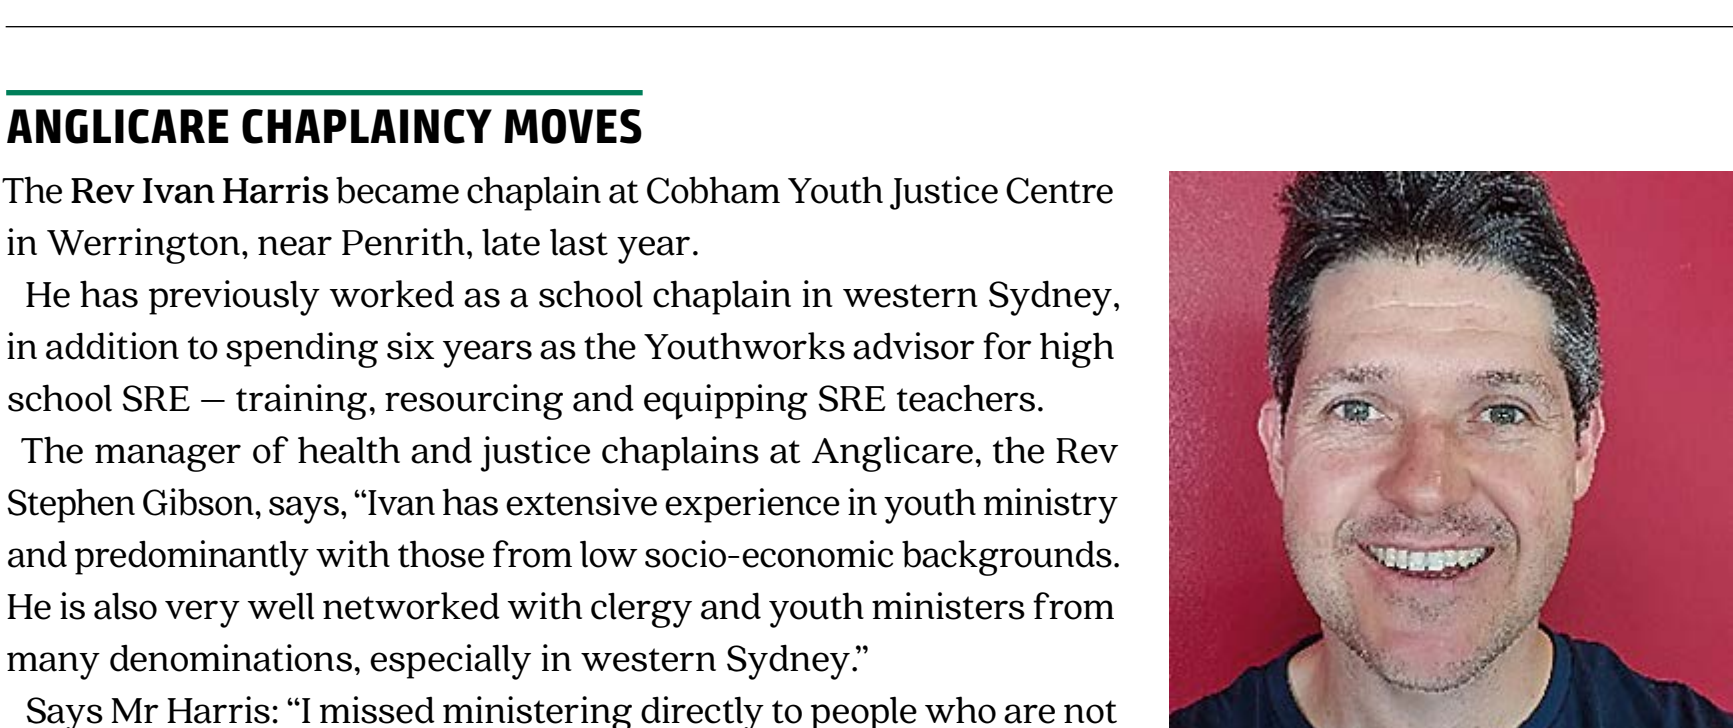 ANGLICARE CHAPLAINCY MOVES
The Rev Ivan Harris became chaplain at Cobham Youth Justice Centre
in Werrington, near Penrith, late last year.
He has previously worked as a school chaplain in western Sydney,
in addition to spending six years as the Youthworks advisor for high
school SRE – training, resourcing and equipping SRE teachers.
The manager of health and justice chaplains at Anglicare, the Rev
Stephen Gibson, says, “Ivan has extensive experience in youth ministry
and predominantly with those from low socio-economic backgrounds.
He is also very well networked with clergy and youth ministers from
many denominations, especially in western Sydney.”
Says Mr Harris: “I missed ministering directly to people who are not